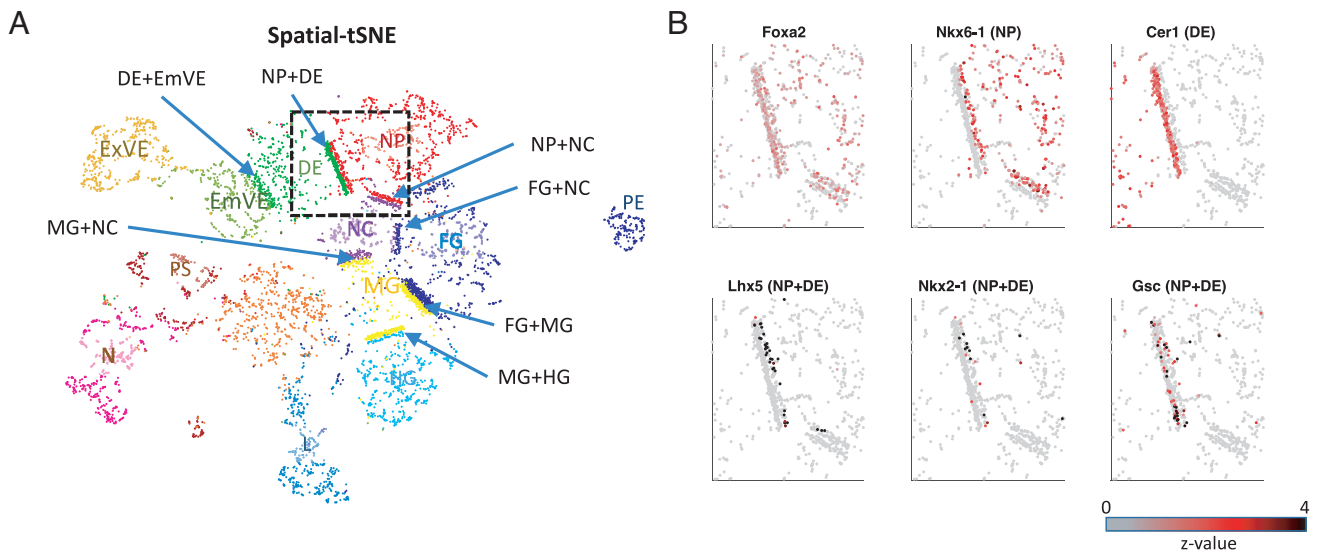 A
Spatial-tSNE
DE+EmVE
NP+DE
NP+NC
FG+NC
MG+NC
FG+MG
MG+HG
ExVE
EmVE
DE
NP
NC
FG
PE
PS
MG
N
HG
L
B
Foxa2
Nkx6-1 (NP)
Cer1 (DE)
Lhx5 (NP+DE)
Nkx2-1 (NP+DE)
Gsc (NP+DE)
0
4
z-value